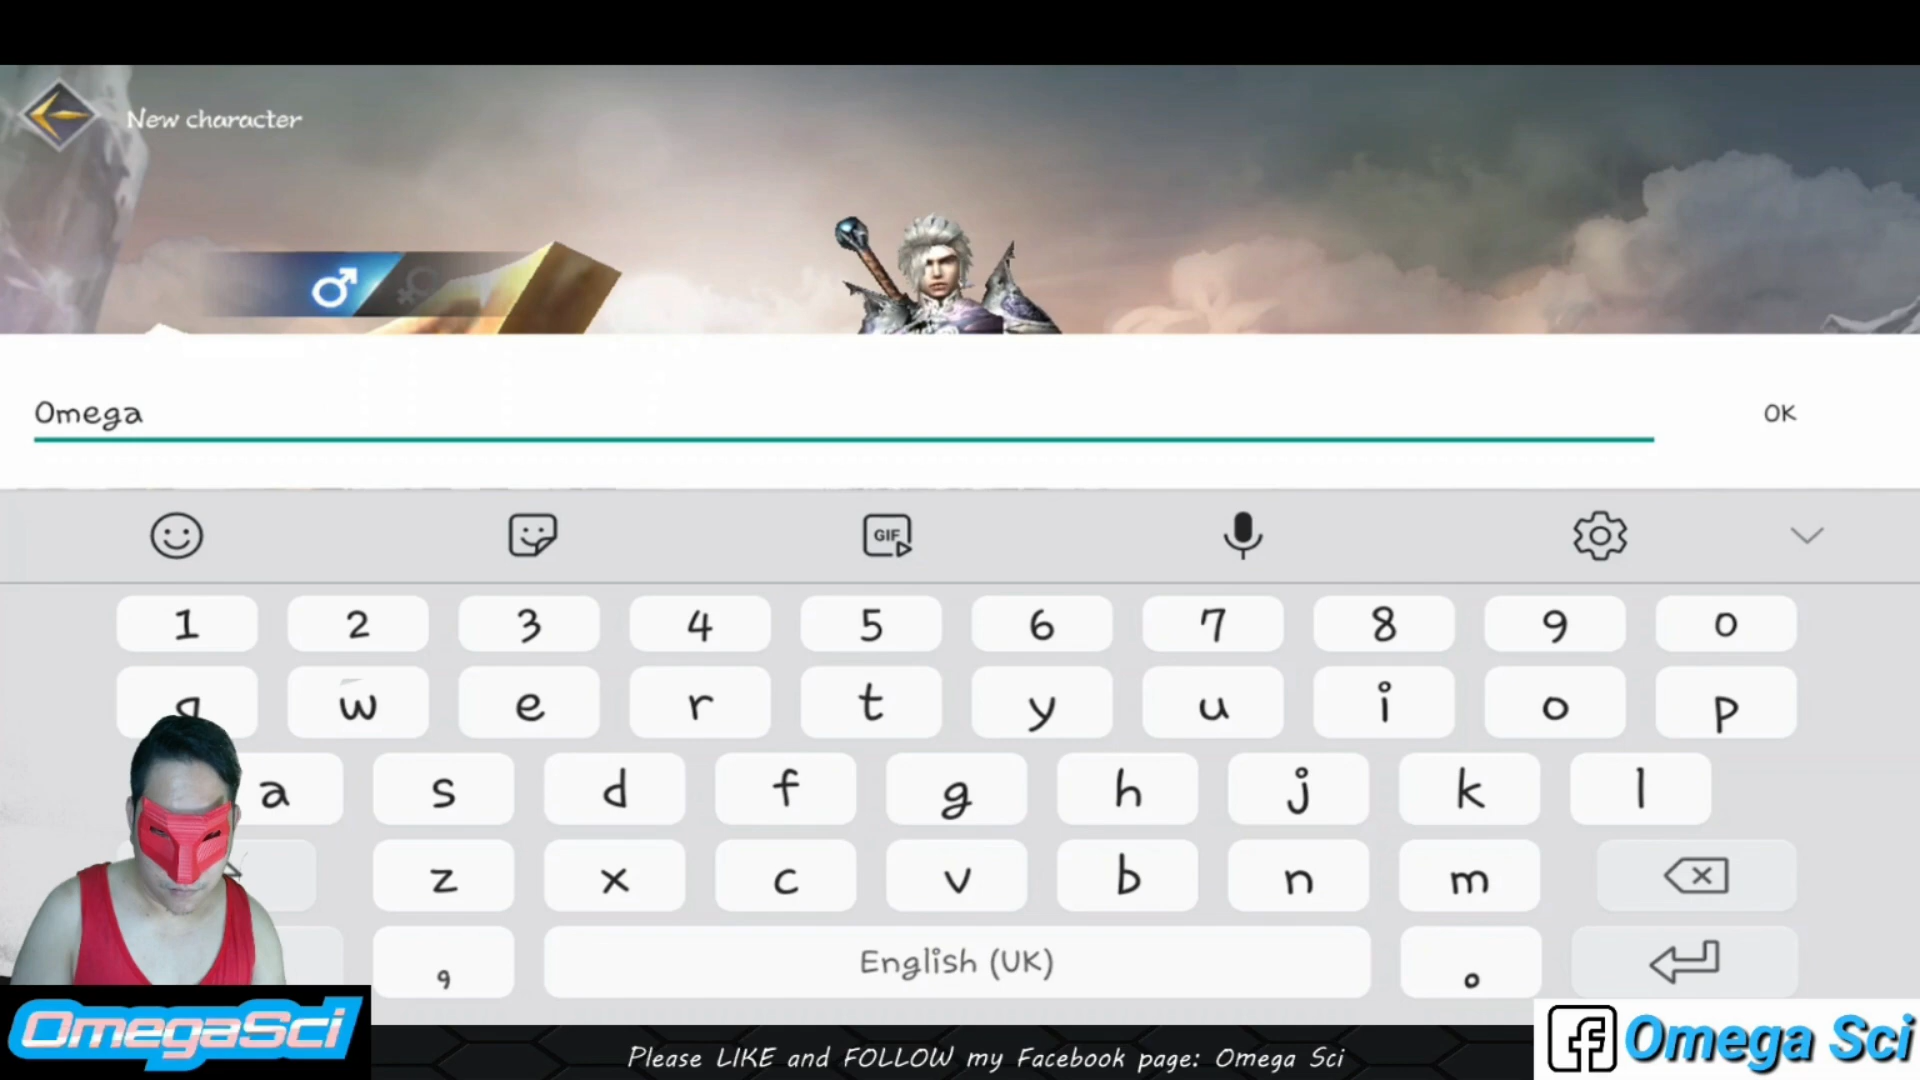 New character
Omega
OK
GIF
1 2 3 4 5 6 7 8 9 0
q w e r t y u i o p
a s d f g h j k l
z x c v b n m
, English (UK) .
OmegaSci
Please LIKE and FOLLOW my Facebook page: Omega Sci
Omega Sci